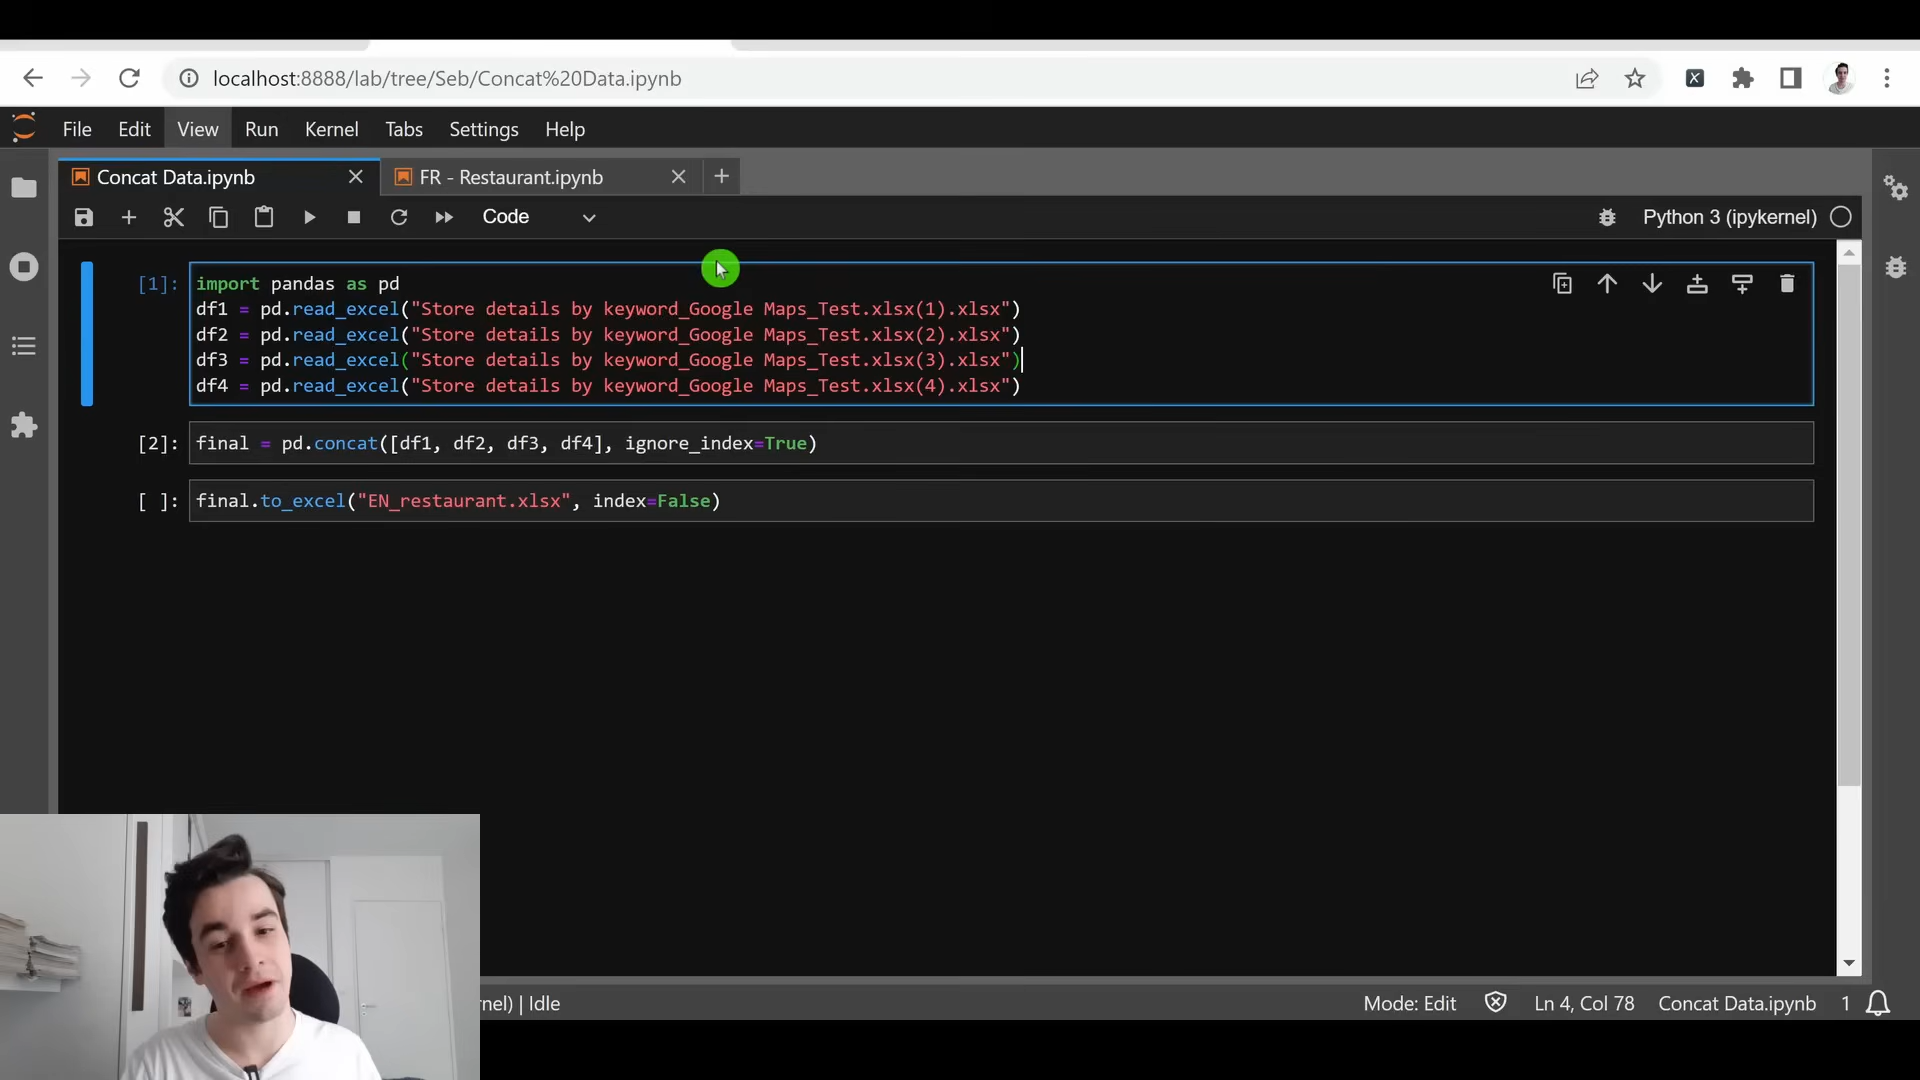 localhost:8888/lab/tree/Seb/Concat%20Data.ipynb
File Edit View Run Kernel Tabs Settings Help
Concat Data.ipynb
FR - Restaurant.ipynb
Code
Python 3 (ipykernel)
[1]: import pandas as pd
df1 = pd.read_excel("Store details by keyword_Google Maps_Test.xlsx(1).xlsx")
df2 = pd.read_excel("Store details by keyword_Google Maps_Test.xlsx(2).xlsx")
df3 = pd.read_excel("Store details by keyword_Google Maps_Test.xlsx(3).xlsx")
df4 = pd.read_excel("Store details by keyword_Google Maps_Test.xlsx(4).xlsx")
[2]: final = pd.concat([df1, df2, df3, df4], ignore_index=True)
[ ]: final.to_excel("EN_restaurant.xlsx", index=False)
nel) | Idle
Mode: Edit
Ln 4, Col 78
Concat Data.ipynb
1